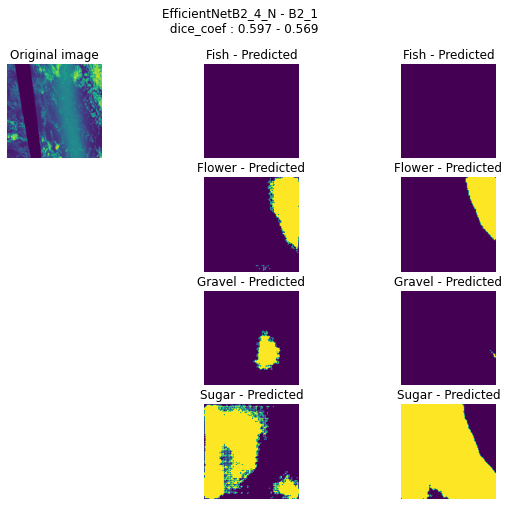 EfficientNetB2_4_N - B2_1
dice_coef : 0.597 - 0.569
Original image
Fish - Predicted
Fish - Predicted
Flower - Predicted
Flower - Predicted
Gravel - Predicted
Gravel - Predicted
Sugar - Predicted
Sugar - Predicted